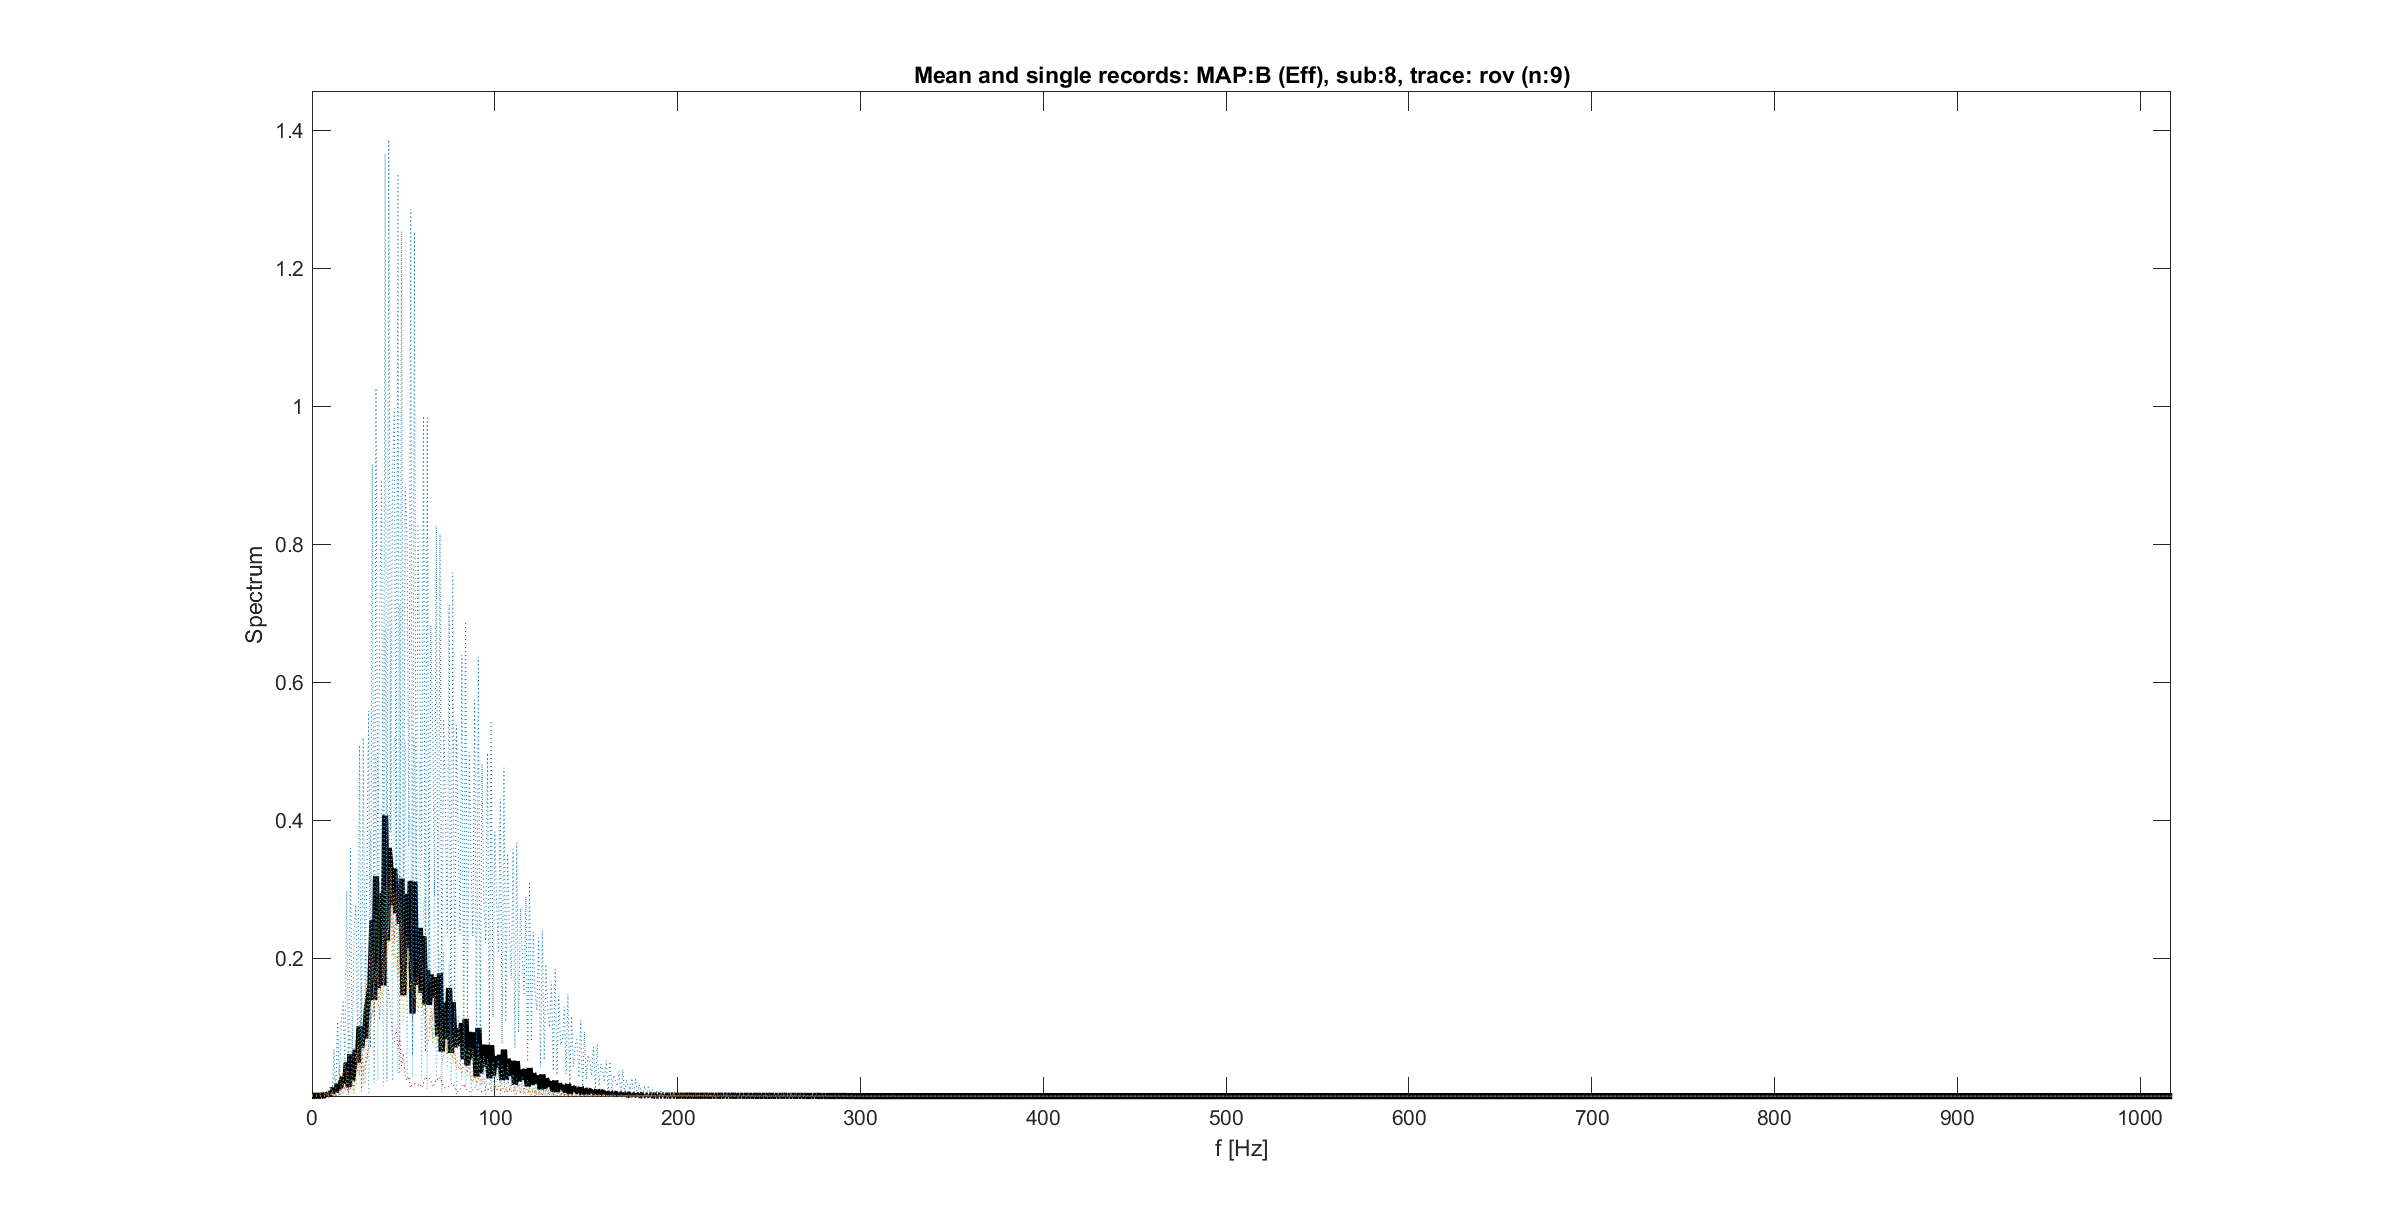 Mean and single records: MAP:B (Eff), sub:8, trace: rov (n:9)
1.4
1.2
1
0.8
0.6
0.4
0.2
Spectrum
0 100 200 300 400 500 600 700 800 900 1000
f [Hz]